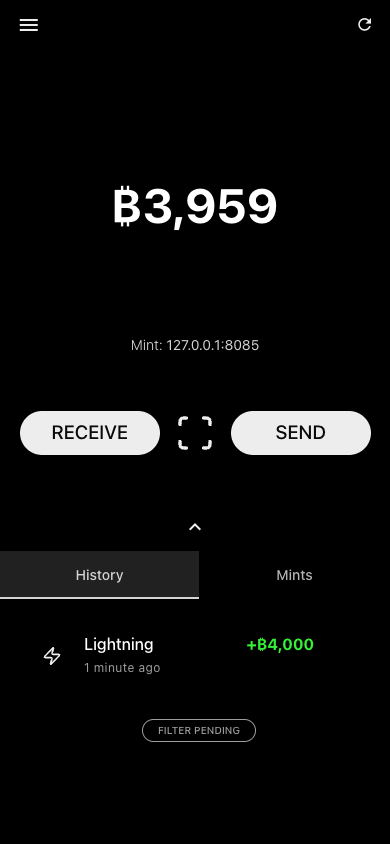 ₿3,959
Mint: 127.0.0.1:8085
RECEIVE
SEND
History
Mints
Lightning
+₿4,000
1 minute ago
FILTER PENDING